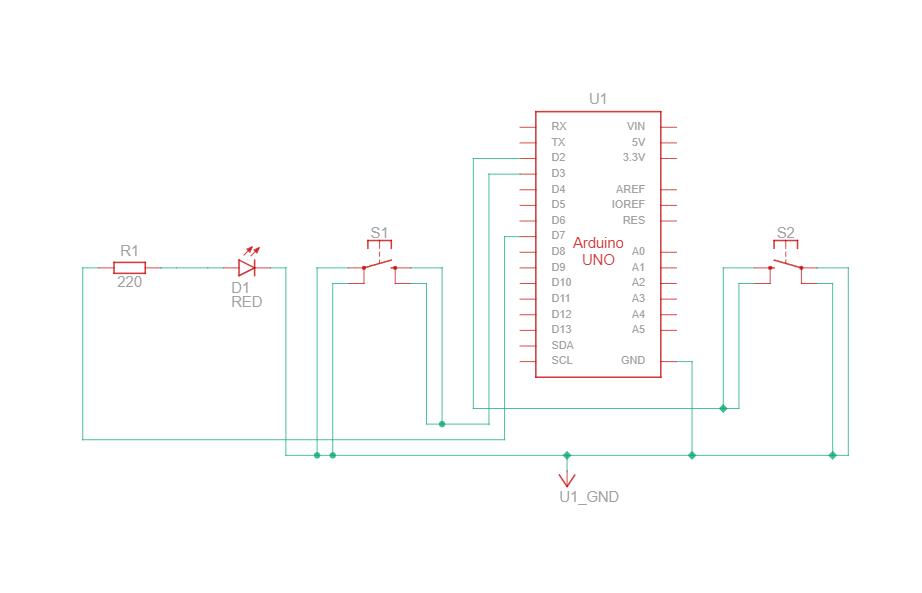 U1
RX
VIN
TX
5V
D2
3.3V
D3
D4
AREF
D5
IOREF
D6
RES
D7
Arduino
UNO
D8
A0
D9
A1
D10
A2
D11
A3
D12
A4
D13
A5
SDA
SCL
GND
R1
220
D1
RED
S1
S2
U1_GND